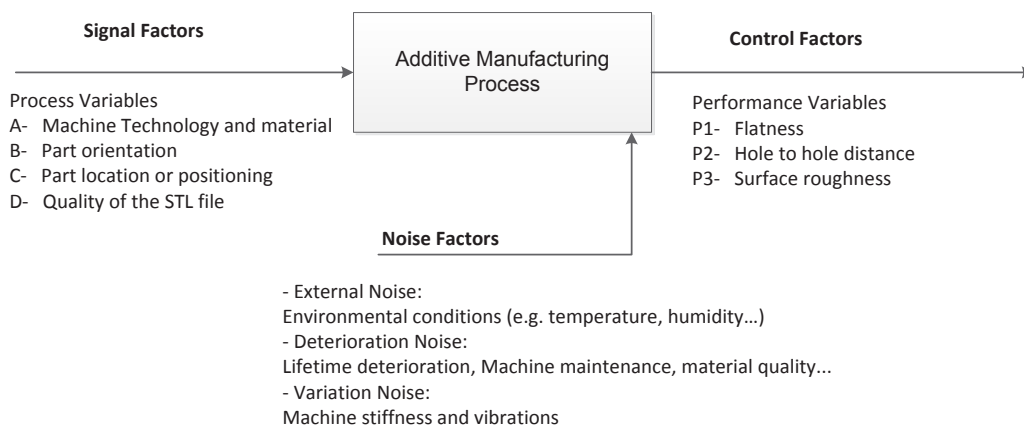 Signal Factors
Additive Manufacturing
Process
Control Factors
Process Variables
A- Machine Technology and material
B- Part orientation
C- Part location or positioning
D- Quality of the STL file
Performance Variables
P1- Flatness
P2- Hole to hole distance
P3- Surface roughness
Noise Factors
- External Noise:
Environmental conditions (e.g. temperature, humidity…)
- Deterioration Noise:
Lifetime deterioration, Machine maintenance, material quality...
- Variation Noise:
Machine stiffness and vibrations